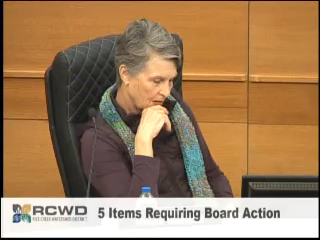 RCWD
RICE CREEK WATERSHED DISTRICT
5 Items Requiring Board Action